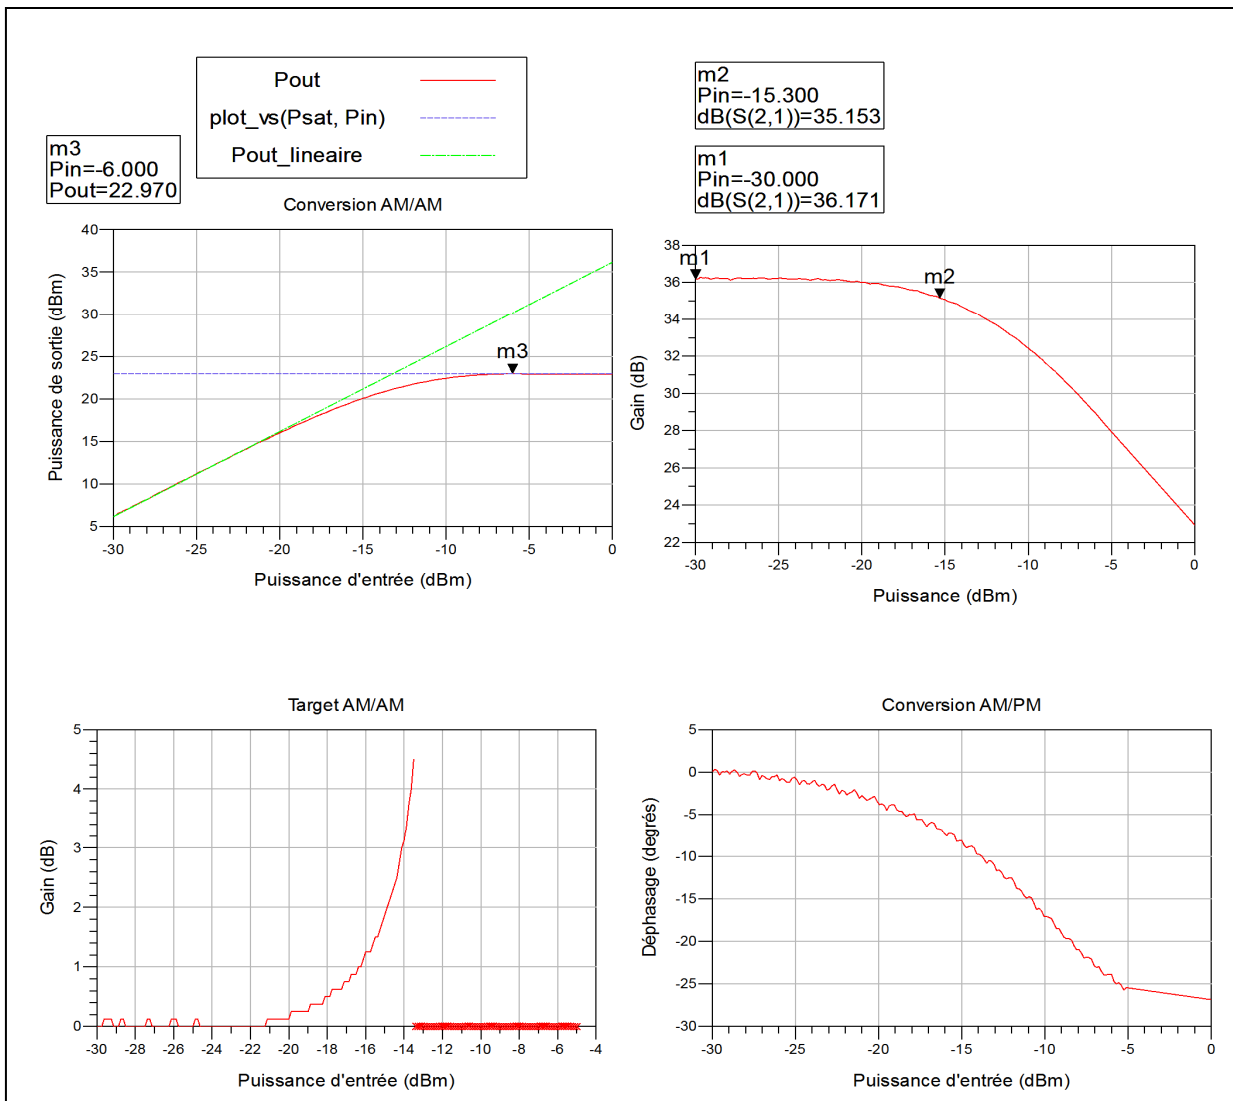 Pout
plot_vs(Psat, Pin)
Pout_lineaire
m3
Pin=-6.000
Pout=22.970
m2
Pin=-15.300
dB(S(2,1))=35.153
m1
Pin=-30.000
dB(S(2,1))=36.171
Conversion AM/AM
Puissance de sortie (dBm)
40
35
30
25
20
15
10
5
m3
-30
-25
-20
-15
-10
-5
0
Puissance d'entrée (dBm)
Gain (dB)
38
36
34
32
30
28
26
24
22
m1
m2
-30
-25
-20
-15
-10
-5
0
Puissance (dBm)
Target AM/AM
Gain (dB)
5
4
3
2
1
0
-30
-28
-26
-24
-22
-20
-18
-16
-14
-12
-10
-8
-6
-4
Puissance d'entrée (dBm)
Conversion AM/PM
Déphasage (degrés)
5
0
-5
-10
-15
-20
-25
-30
-30
-25
-20
-15
-10
-5
0
Puissance d'entrée (dBm)